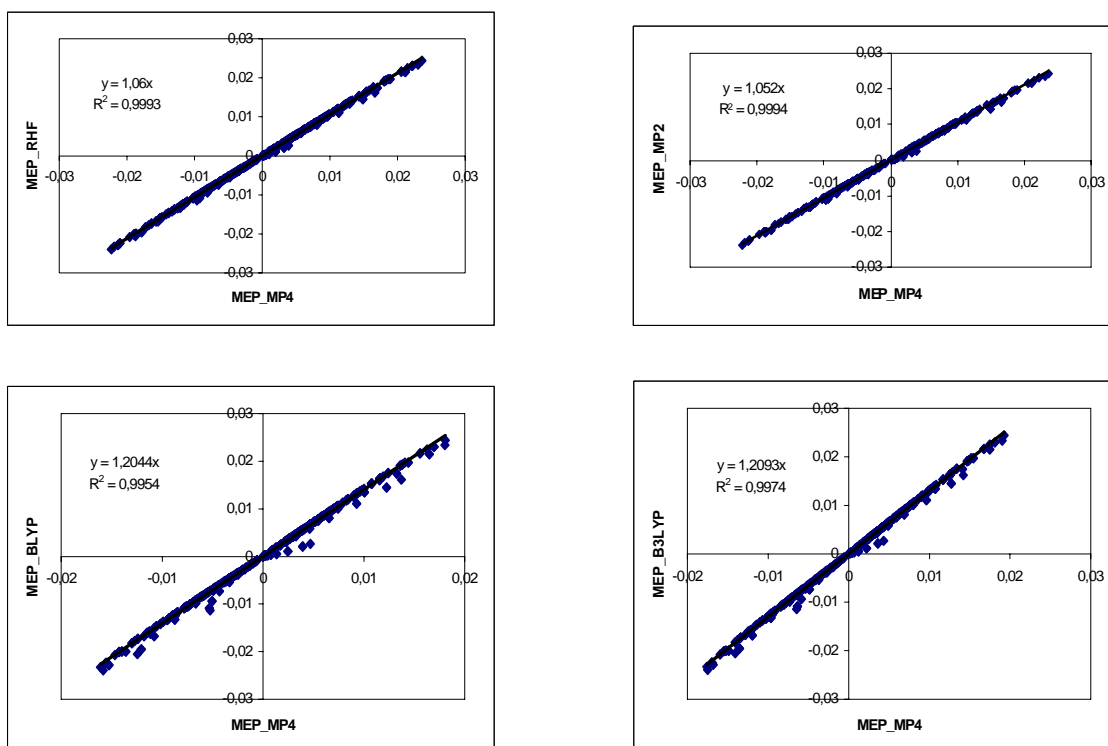 0,03
0,02
0,01
0
-0,01
-0,02
-0,03
-0,03 -0,02 -0,01 0 0,01 0,02 0,03
y = 1,06x
R² = 0,9993
MEP_RHF
MEP_MP4
0,03
0,02
0,01
0
-0,01
-0,02
-0,03
-0,03 -0,02 -0,01 0 0,01 0,02 0,03
y = 1,052x
R² = 0,9994
MEP_MP2
MEP_MP4
0,03
0,02
0,01
0
-0,01
-0,02
-0,03
-0,02 -0,01 0 0,01 0,02
y = 1,2044x
R² = 0,9954
MEP_BLYP
MEP_MP4
0,03
0,02
0,01
0
-0,01
-0,02
-0,03
-0,02 -0,01 0 0,01 0,02 0,03
y = 1,2093x
R² = 0,9974
MEP_B3LYP
MEP_MP4